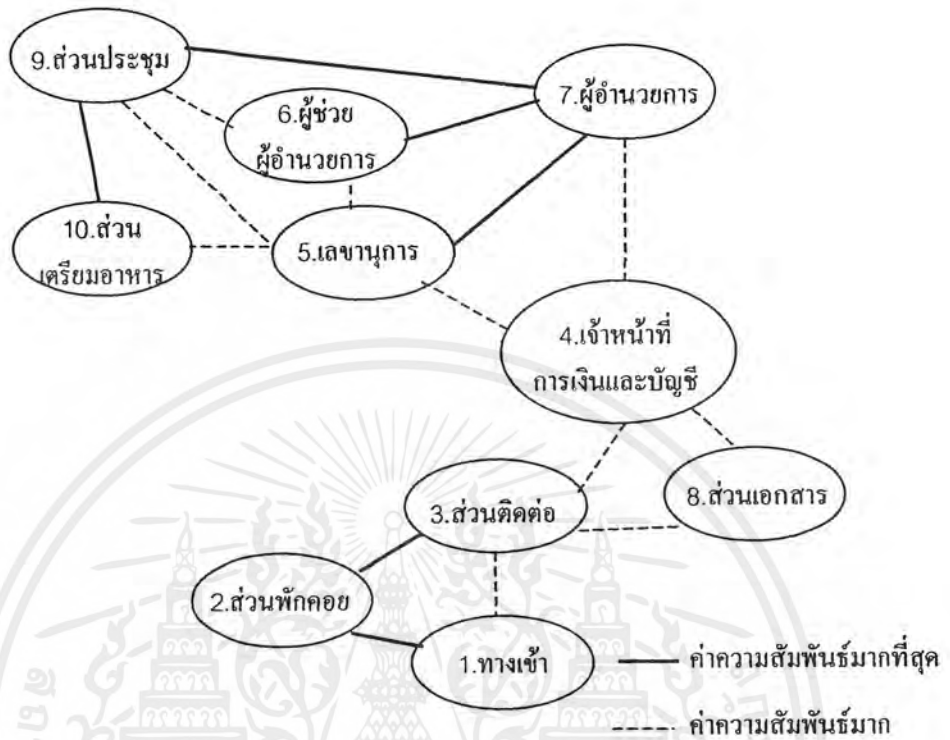 9.ส่วนประชุม
7.ผู้อำนวยการ
6.ผู้ช่วย
ผู้อำนวยการ
10.ส่วน
เตรียมอาหาร
5.เลขานุการ
4.เจ้าหน้าที่
การเงินและบัญชี
3.ส่วนติดต่อ
8.ส่วนเอกสาร
2.ส่วนพักคอย
1.ทางเข้า
ค่าความสัมพันธ์มากที่สุด
ค่าความสัมพันธ์มาก